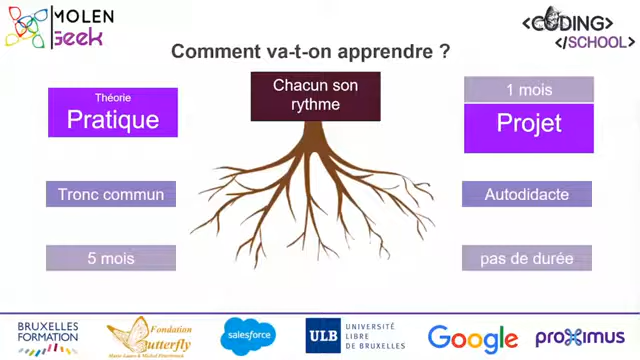 MOLEN
Geek
<CODING>
</SCHOOL>
Comment va-t-on apprendre ?
Théorie
Pratique
Chacun son
rythme
1 mois
Projet
Tronc commun
Autodidacte
5 mois
pas de durée
BRUXELLES
FORMATION
Fondation
Butterfly
salesforce
ULB
UNIVERSITÉ
LIBRE
DE BRUXELLES
Google
proximus